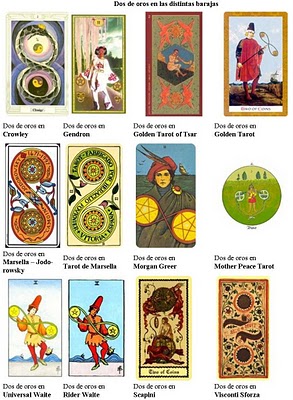 Dos de oros en las distintas barajas
Change
Two of Coins
Dos de oros en
Crowley
Dos de oros en
Gendron
Dos de oros en
Golden Tarot of Tsar
Dos de oros en
Golden Tarot
Dos de oros en
Marsella – Jodo-
rowsky
Dos de oros en
Tarot de Marsella
Dos de oros en
Morgan Greer
Dos de oros en
Mother Peace Tarot
II
Two of Coins
Dos de oros en
Universal Waite
Dos de oros en
Rider Waite
Dos de oros en
Scapini
Dos de oros en
Visconti Sforza